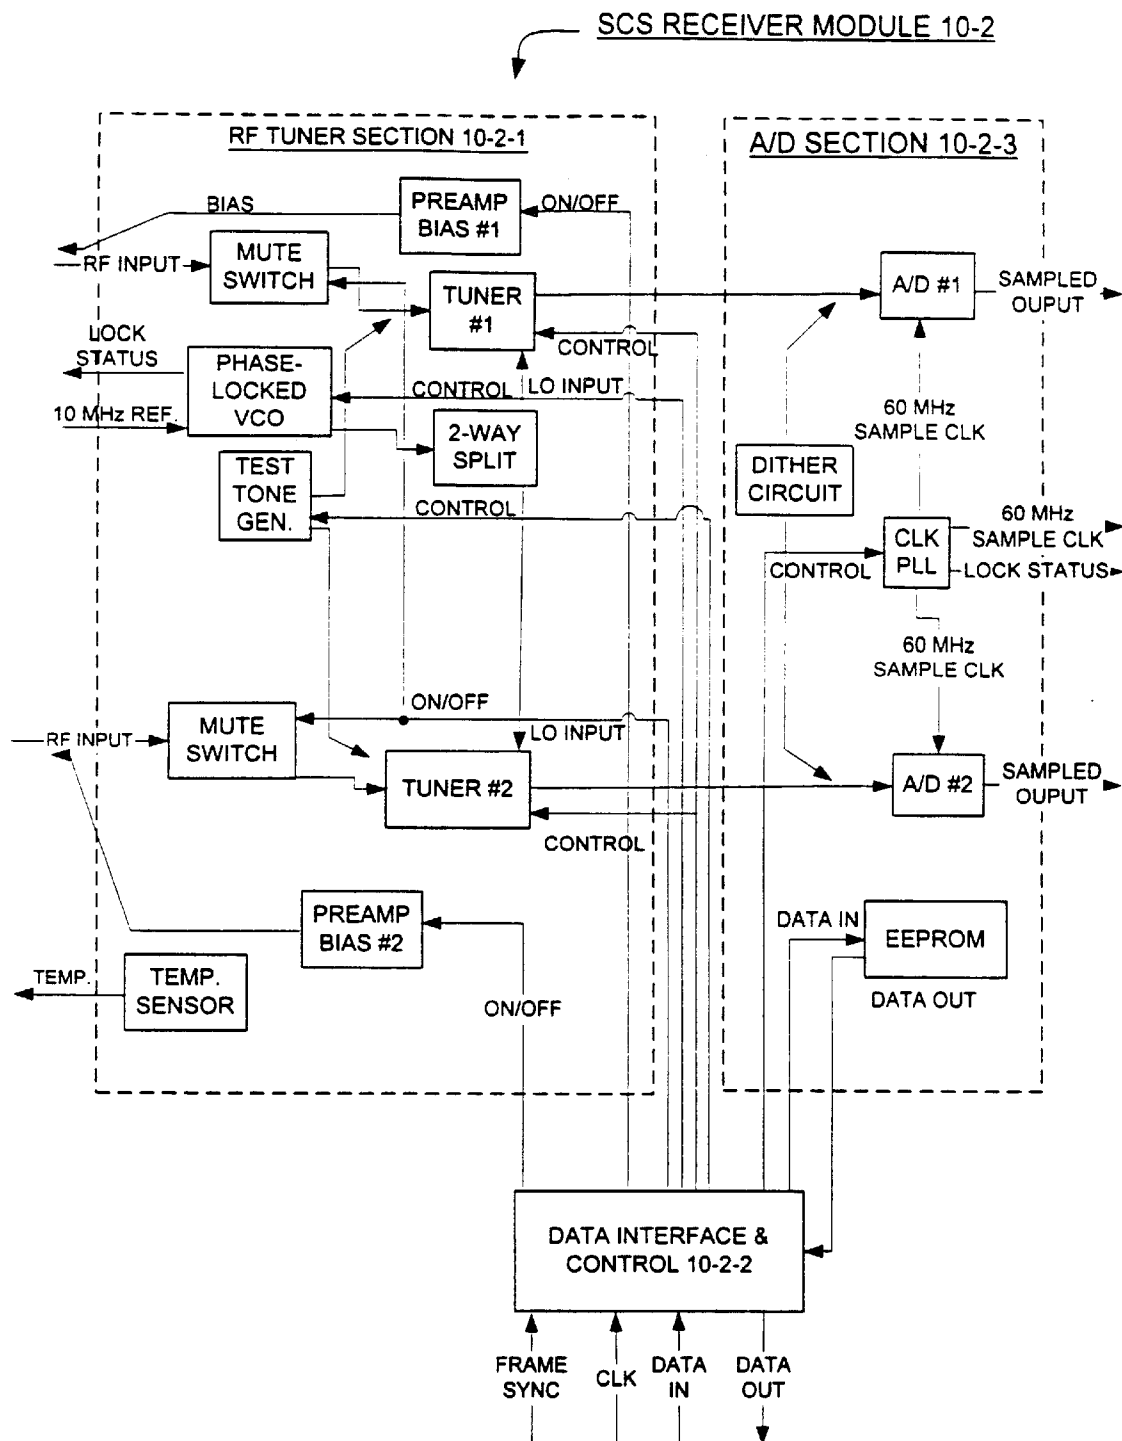 SCS RECEIVER MODULE 10-2
RF TUNER SECTION 10-2-1
A/D SECTION 10-2-3
BIAS
PREAMP
BIAS #1
ON/OFF
RF INPUT
MUTE
SWITCH
TUNER
#1
A/D #1
SAMPLED
OUPUT
LOCK
STATUS
PHASE-
LOCKED
VCO
CONTROL
CONTROL
LO INPUT
10 MHz REF.
2-WAY
SPLIT
60 MHz
SAMPLE CLK
TEST
TONE
GEN.
CONTROL
DITHER
CIRCUIT
CLK
PLL
60 MHz
SAMPLE CLK
CONTROL
LOCK STATUS
60 MHz
SAMPLE CLK
ON/OFF
RF INPUT
MUTE
SWITCH
LO INPUT
TUNER #2
A/D #2
SAMPLED
OUPUT
CONTROL
PREAMP
BIAS #2
DATA IN
EEPROM
DATA OUT
TEMP.
TEMP.
SENSOR
ON/OFF
DATA INTERFACE &
CONTROL 10-2-2
FRAME
SYNC
CLK
DATA
IN
DATA
OUT